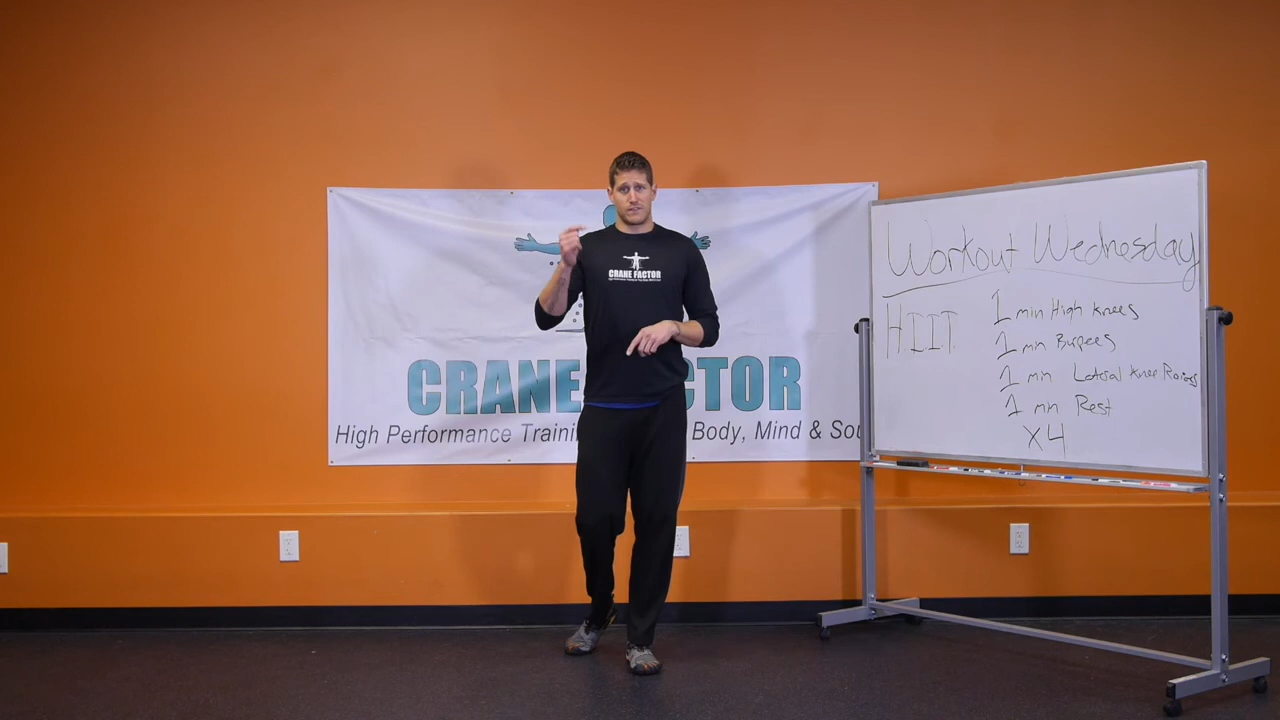 CRANE FACTOR
CRANE FACTOR
High Performance Traini Body, Mind & Sou
Workout Wednesday
HIIT
1 min High Knees
1 min Burpees
1 min Lateral Knee Raises
1 min Rest
X4